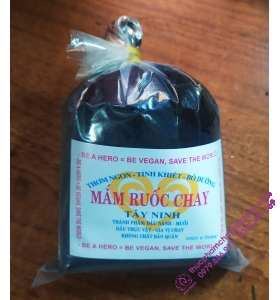 - BE A HERO = BE VEGAN, SAVE THE WORLD
THƠM NGON - TINH KHIẾT - BỔ DƯỠNG
MẮM RUỐC CHAY
TÂY NINH
THÀNH PHẦN: ĐẬU NÀNH - MUỐI
DẦU THỰC VẬT - GIA VỊ CHAY
KHÔNG CHẤT BẢO QUẢN
- BE A HERO = BE VEGAN, SAVE THE WORLD